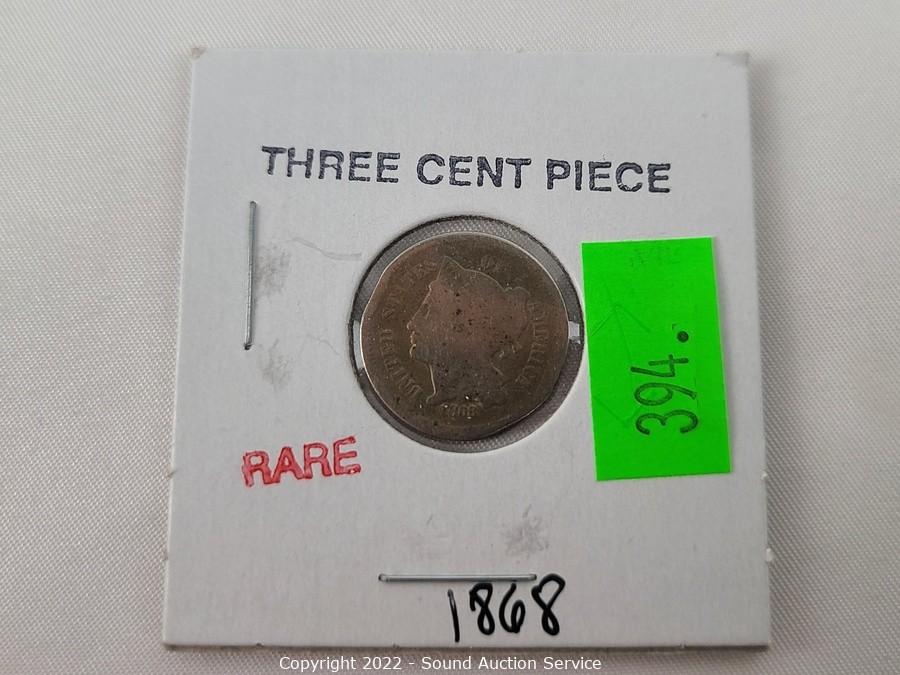 THREE CENT PIECE
UNITED STATES OF AMERICA
394.
RARE
1868
Copyright 2022 - Sound Auction Service